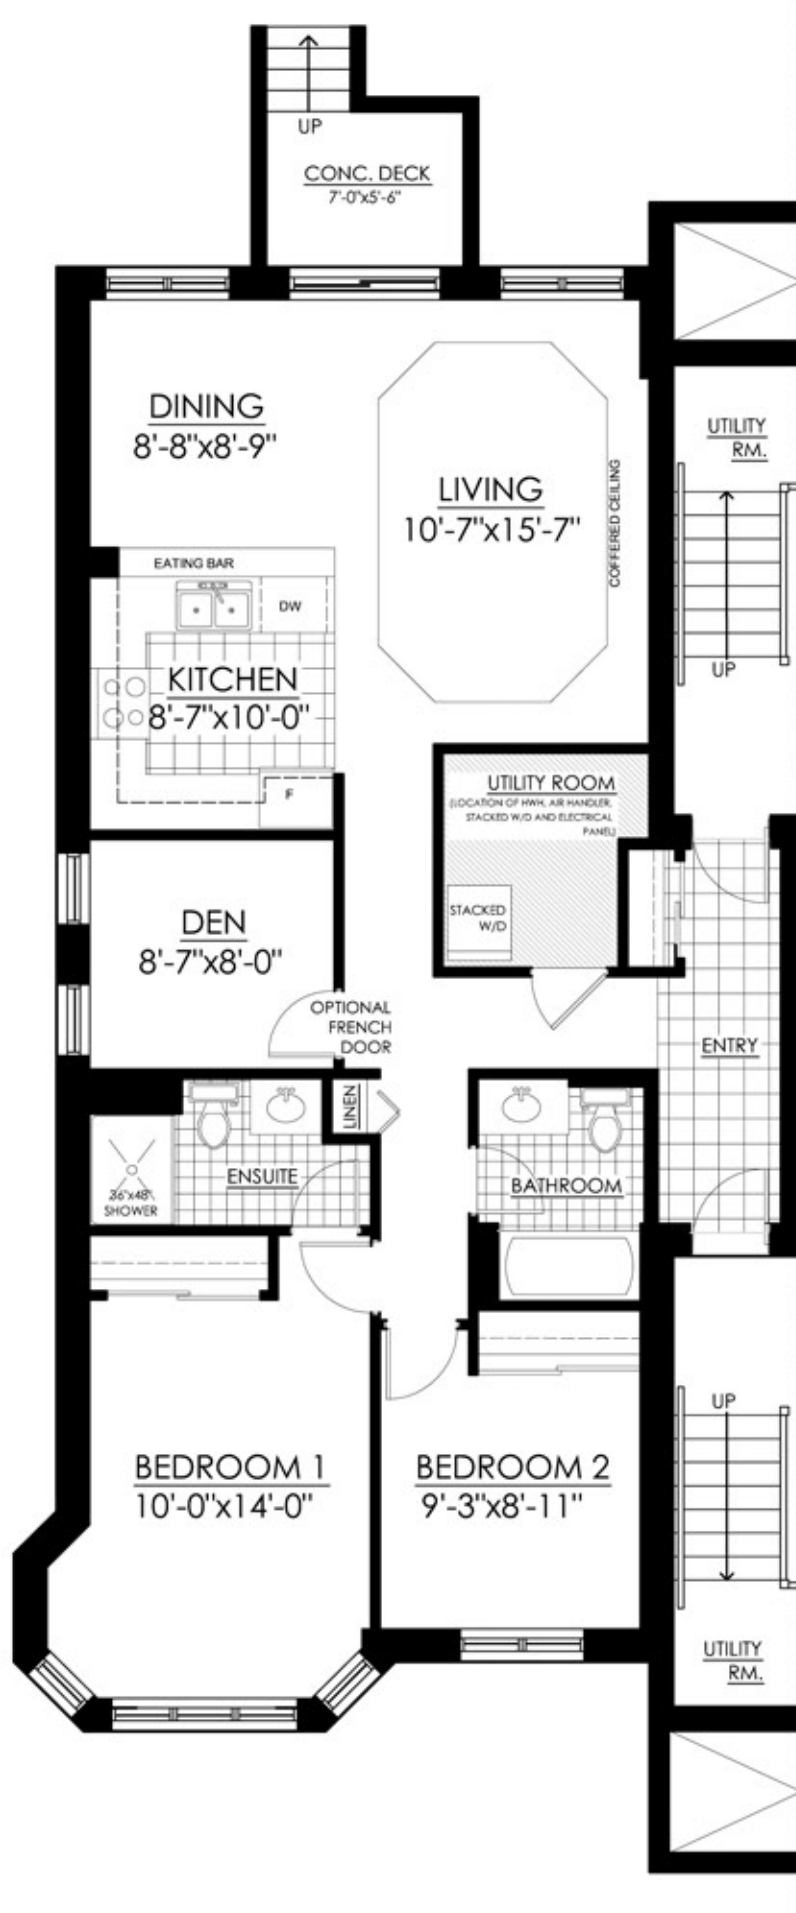 UP
CONC. DECK
7'-0"x5'-6"
DINING
8'-8"x8'-9"
LIVING
10'-7"x15'-7"
COFFERED CEILING
UTILITY
RM.
UP
EATING BAR
DW
KITCHEN
8'-7"x10'-0"
F
UTILITY ROOM
(LOCATION OF HWH, AIR HANDLER,
STACKED W/D AND ELECTRICAL
PANEL)
STACKED
W/D
DEN
8'-7"x8'-0"
OPTIONAL
FRENCH
DOOR
ENTRY
LINEN
ENSUITE
36"x48"
SHOWER
BATHROOM
UP
BEDROOM 1
10'-0"x14'-0"
BEDROOM 2
9'-3"x8'-11"
UTILITY
RM.